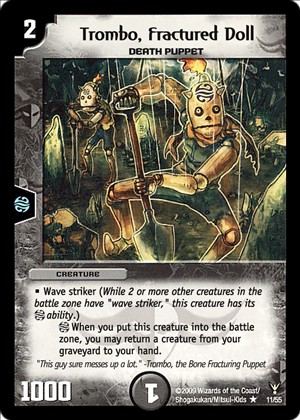 2
Trombo, Fractured Doll
DEATH PUPPET
CREATURE
▪ Wave striker (While 2 or more other creatures in the
battle zone have "wave striker," this creature has its
ability.)
When you put this creature into the battle
zone, you may return a creature from your
graveyard to your hand.
"This guy sure messes up a lot." -Trombo, the Bone Fracturing Puppet
1000
1
©2009 Wizards of the Coast/
Shogakukan/Mitsui-Kids ★ 11/55